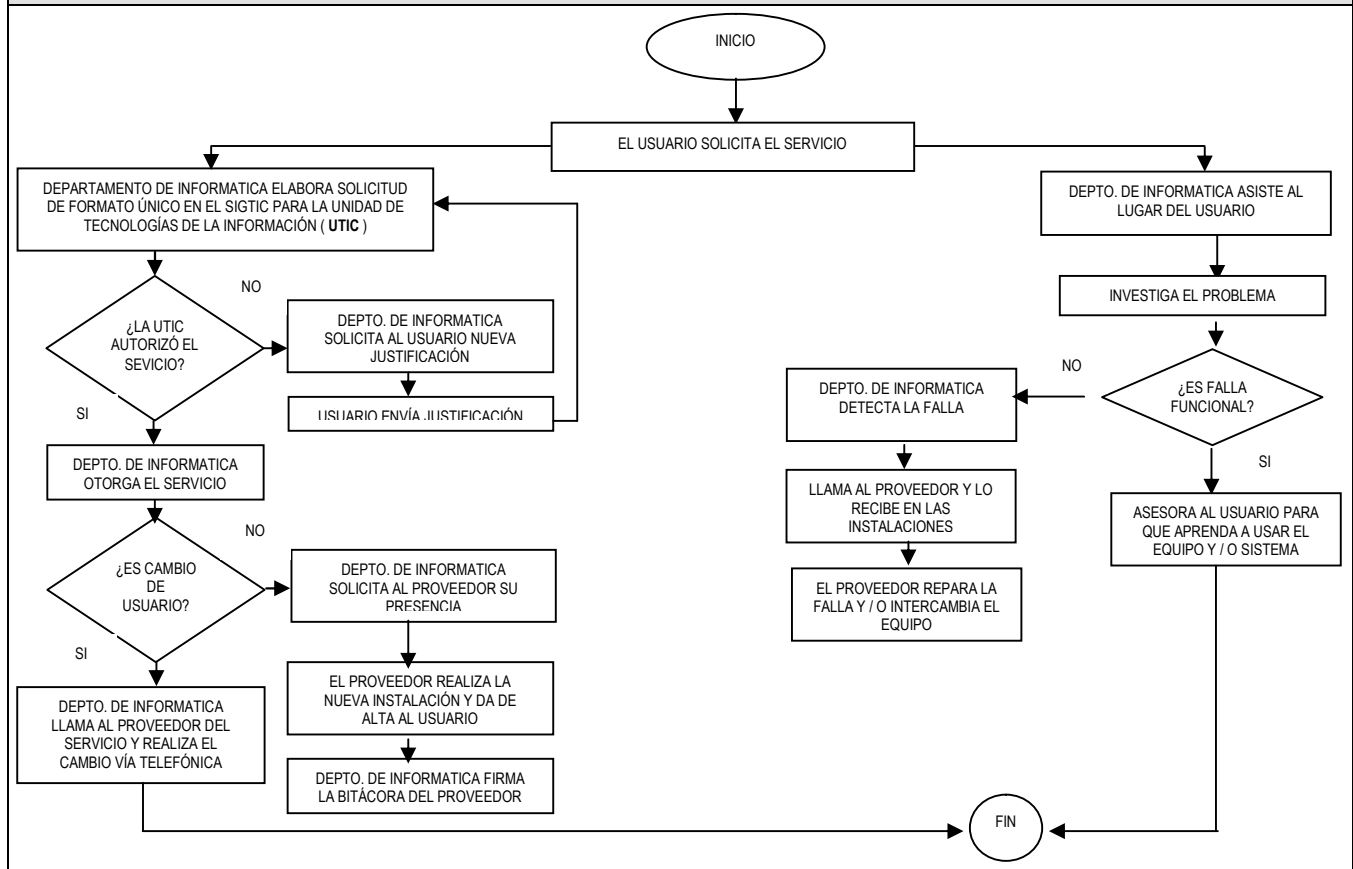 INICIO
EL USUARIO SOLICITA EL SERVICIO
DEPARTAMENTO DE INFORMATICA ELABORA SOLICITUD
DE FORMATO ÚNICO EN EL SIGTIC PARA LA UNIDAD DE
TECNOLOGÍAS DE LA INFORMACIÓN ( UTIC )
¿LA UTIC
AUTORIZÓ EL
SEVICIO?
NO
DEPTO. DE INFORMATICA
SOLICITA AL USUARIO NUEVA
JUSTIFICACIÓN
USUARIO ENVÍA JUSTIFICACIÓN
SI
DEPTO. DE INFORMATICA
OTORGA EL SERVICIO
¿ES CAMBIO
DE
USUARIO?
NO
DEPTO. DE INFORMATICA
SOLICITA AL PROVEEDOR SU
PRESENCIA
EL PROVEEDOR REALIZA LA
NUEVA INSTALACIÓN Y DA DE
ALTA AL USUARIO
DEPTO. DE INFORMATICA FIRMA
LA BITÁCORA DEL PROVEEDOR
SI
DEPTO. DE INFORMATICA
LLAMA AL PROVEEDOR DEL
SERVICIO Y REALIZA EL
CAMBIO VÍA TELEFÓNICA
DEPTO. DE INFORMATICA ASISTE AL
LUGAR DEL USUARIO
INVESTIGA EL PROBLEMA
¿ES FALLA
FUNCIONAL?
NO
DEPTO. DE INFORMATICA
DETECTA LA FALLA
LLAMA AL PROVEEDOR Y LO
RECIBE EN LAS
INSTALACIONES
EL PROVEEDOR REPARA LA
FALLA Y / O INTERCAMBIA EL
EQUIPO
SI
ASESORA AL USUARIO PARA
QUE APRENDA A USAR EL
EQUIPO Y / O SISTEMA
FIN